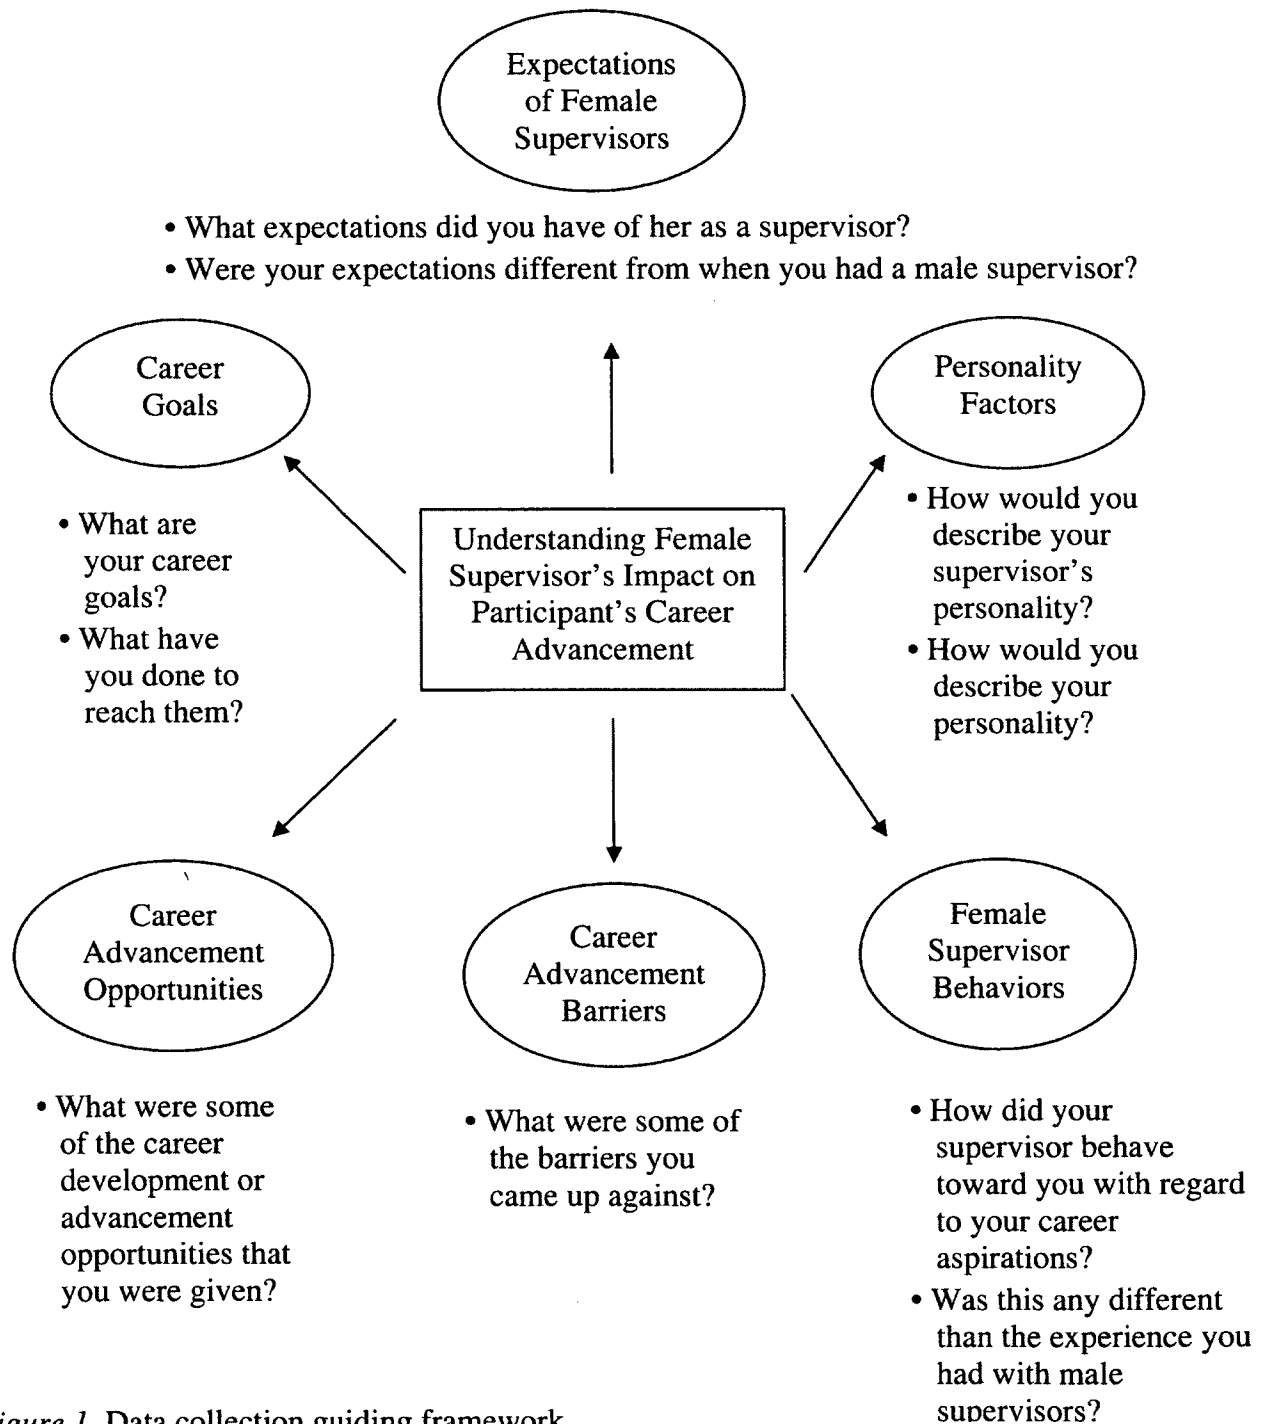 Expectations
of Female
Supervisors
• What expectations did you have of her as a supervisor?
• Were your expectations different from when you had a male supervisor?
Career
Goals
• What are
your career
goals?
• What have
you done to
reach them?
Understanding Female
Supervisor's Impact on
Participant's Career
Advancement
Personality
Factors
• How would you
describe your
supervisor's
personality?
• How would you
describe your
personality?
Career
Advancement
Opportunities
• What were some
of the career
development or
advancement
opportunities that
you were given?
Career
Advancement
Barriers
• What were some of
the barriers you
came up against?
Female
Supervisor
Behaviors
• How did your
supervisor behave
toward you with regard
to your career
aspirations?
• Was this any different
than the experience you
had with male
supervisors?
igure 1. Data collection guiding framework